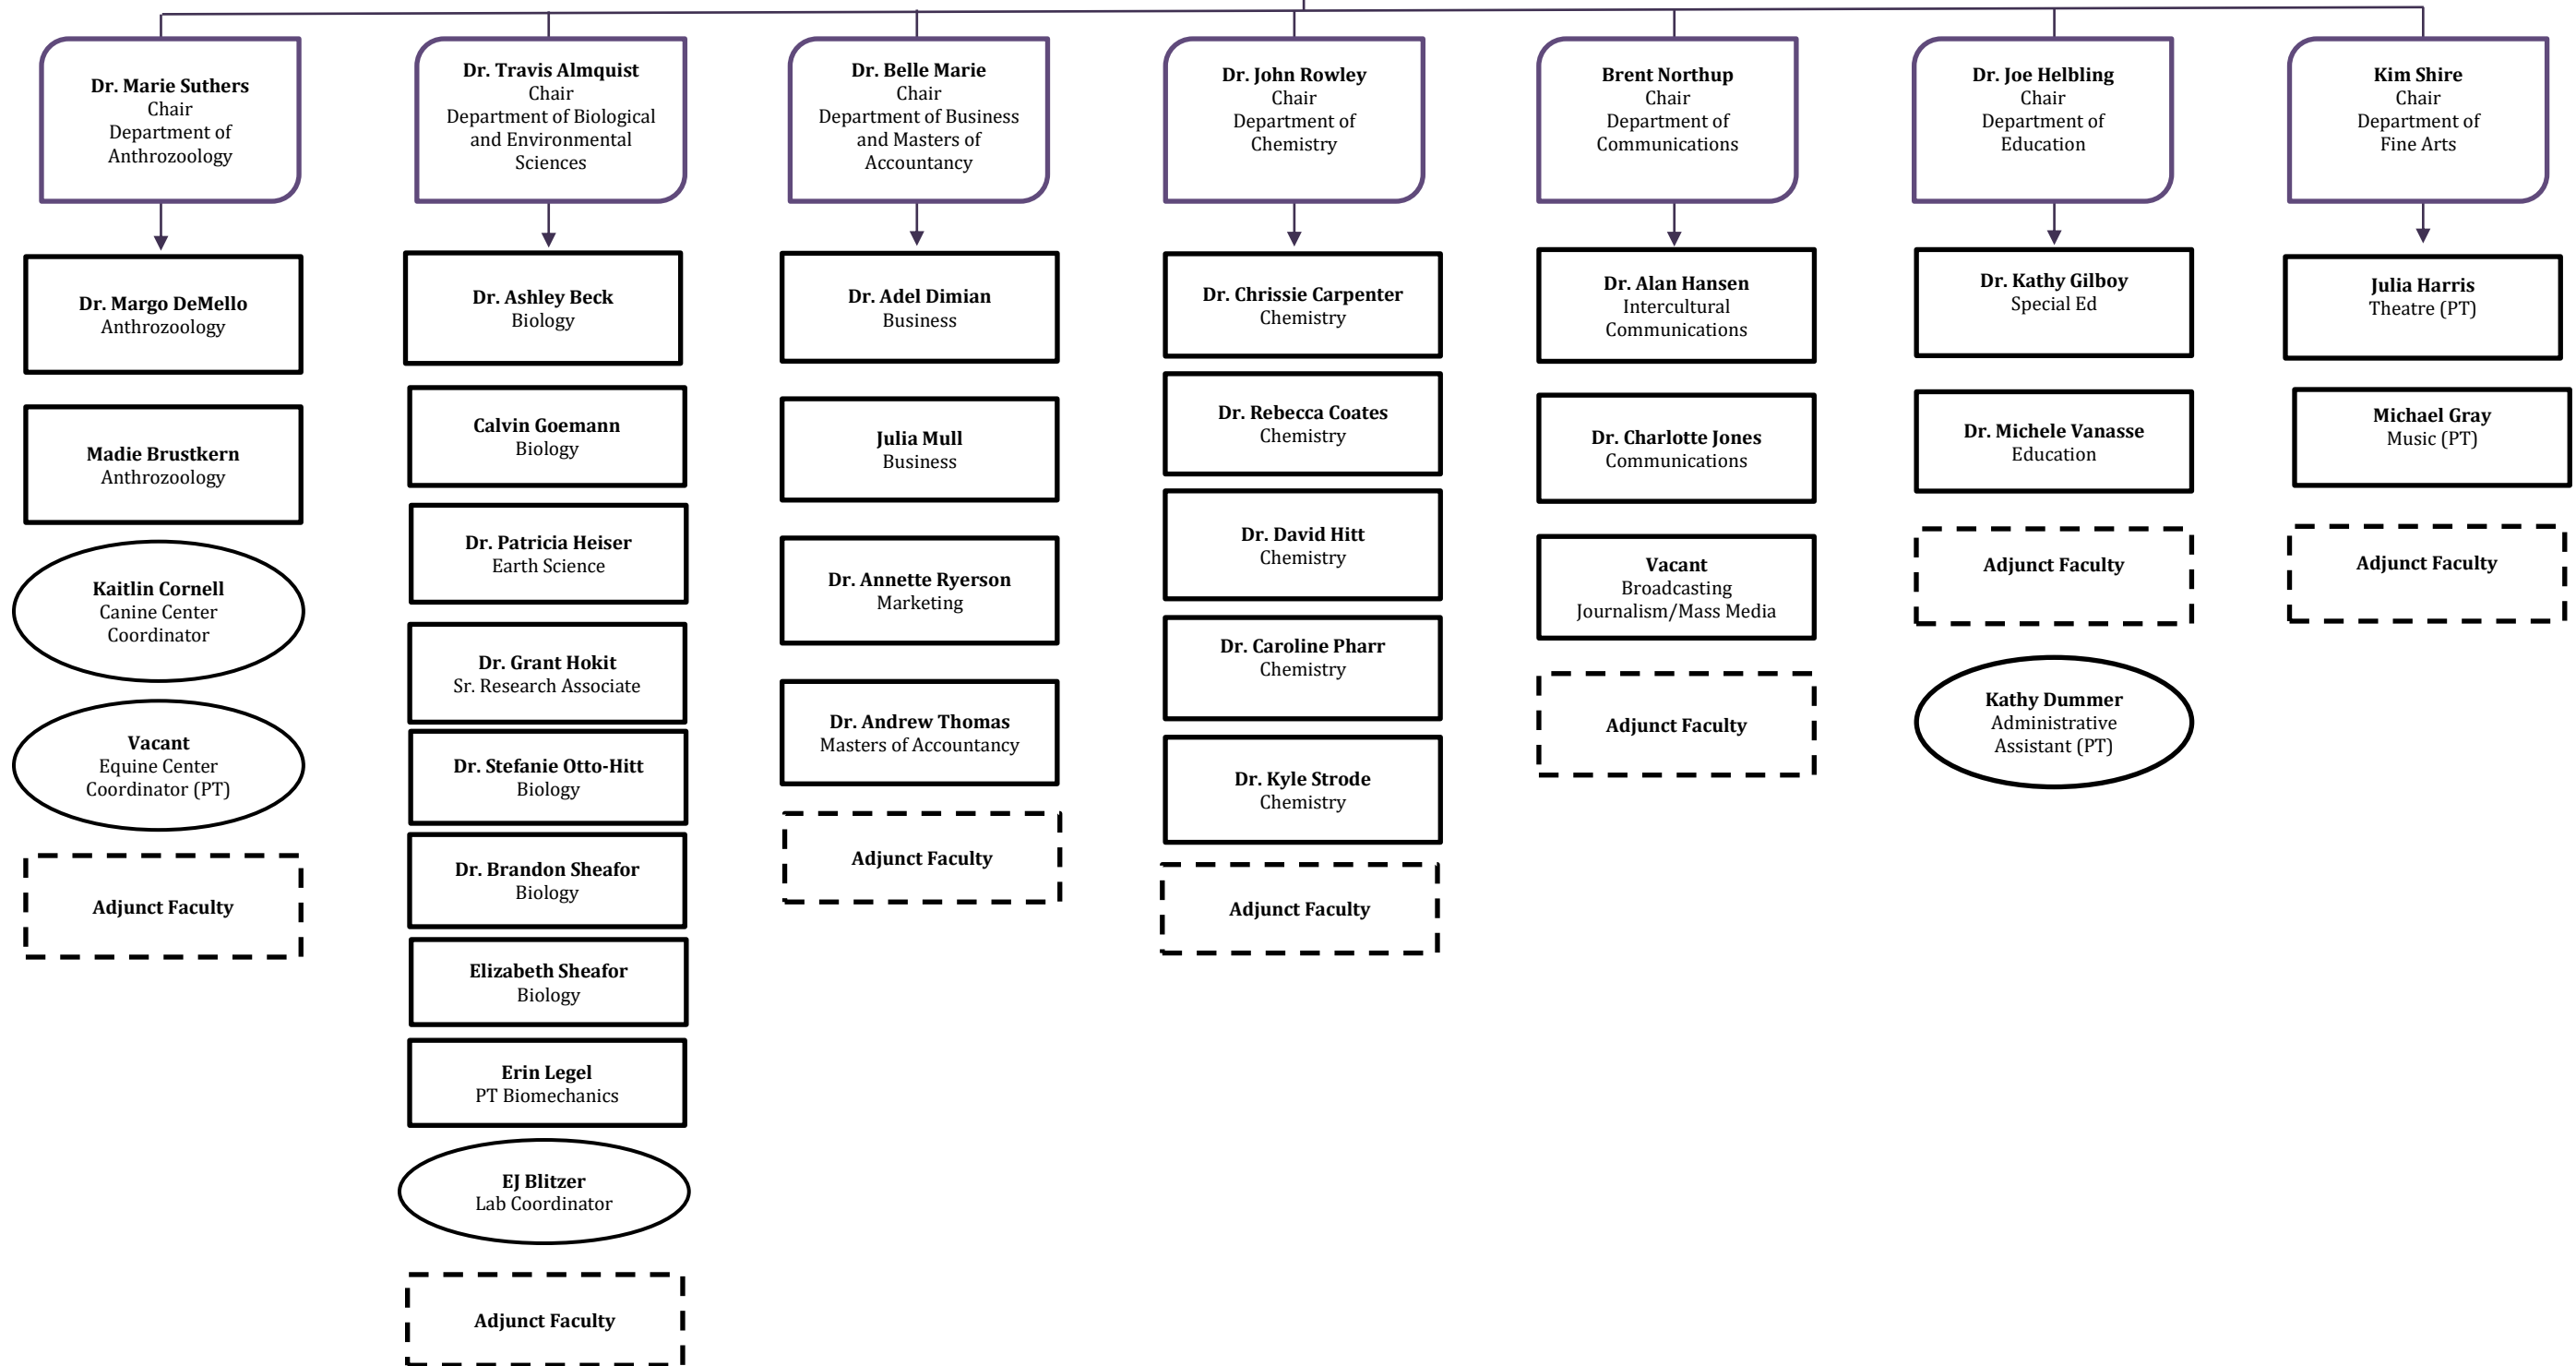 Dr. Marie Suthers
Chair
Department of
Anthrozoology
Dr. Margo DeMello
Anthrozoology
Madie Brustkern
Anthrozoology
Kaitlin Cornell
Canine Center
Coordinator
Vacant
Equine Center
Coordinator (PT)
Adjunct Faculty
Dr. Travis Almquist
Chair
Department of Biological
and Environmental
Sciences
Dr. Ashley Beck
Biology
Calvin Goemann
Biology
Dr. Patricia Heiser
Earth Science
Dr. Grant Hokit
Sr. Research Associate
Dr. Stefanie Otto-Hitt
Biology
Dr. Brandon Sheafor
Biology
Elizabeth Sheafor
Biology
Erin Legel
PT Biomechanics
EJ Blitzer
Lab Coordinator
Adjunct Faculty
Dr. Belle Marie
Chair
Department of Business
and Masters of
Accountancy
Dr. Adel Dimian
Business
Julia Mull
Business
Dr. Annette Ryerson
Marketing
Dr. Andrew Thomas
Masters of Accountancy
Adjunct Faculty
Dr. John Rowley
Chair
Department of
Chemistry
Dr. Chrissie Carpenter
Chemistry
Dr. Rebecca Coates
Chemistry
Dr. David Hitt
Chemistry
Dr. Caroline Pharr
Chemistry
Dr. Kyle Strode
Chemistry
Adjunct Faculty
Brent Northup
Chair
Department of
Communications
Dr. Alan Hansen
Intercultural
Communications
Dr. Charlotte Jones
Communications
Vacant
Broadcasting
Journalism/Mass Media
Adjunct Faculty
Dr. Joe Helbling
Chair
Department of
Education
Dr. Kathy Gilboy
Special Ed
Dr. Michele Vanasse
Education
Adjunct Faculty
Kathy Dummer
Administrative
Assistant (PT)
Kim Shire
Chair
Department of
Fine Arts
Julia Harris
Theatre (PT)
Michael Gray
Music (PT)
Adjunct Faculty